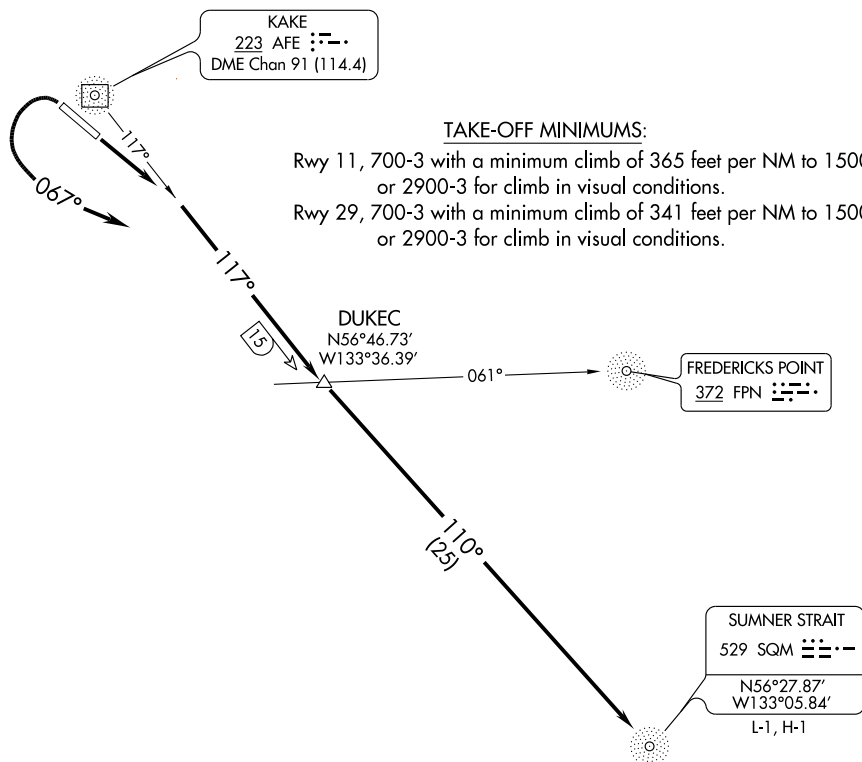 KAKE
223 AFE
DME Chan 91 (114.4)
117°
067°
TAKE-OFF MINIMUMS:
Rwy 11, 700-3 with a minimum climb of 365 feet per NM to 1500
or 2900-3 for climb in visual conditions.
Rwy 29, 700-3 with a minimum climb of 341 feet per NM to 1500
or 2900-3 for climb in visual conditions.
117°
15
DUKEC
N56°46.73'
W133°36.39'
061°
FREDERICKS POINT
372 FPN
110°
(25)
SUMNER STRAIT
529 SQM
N56°27.87'
W133°05.84'
L-1, H-1